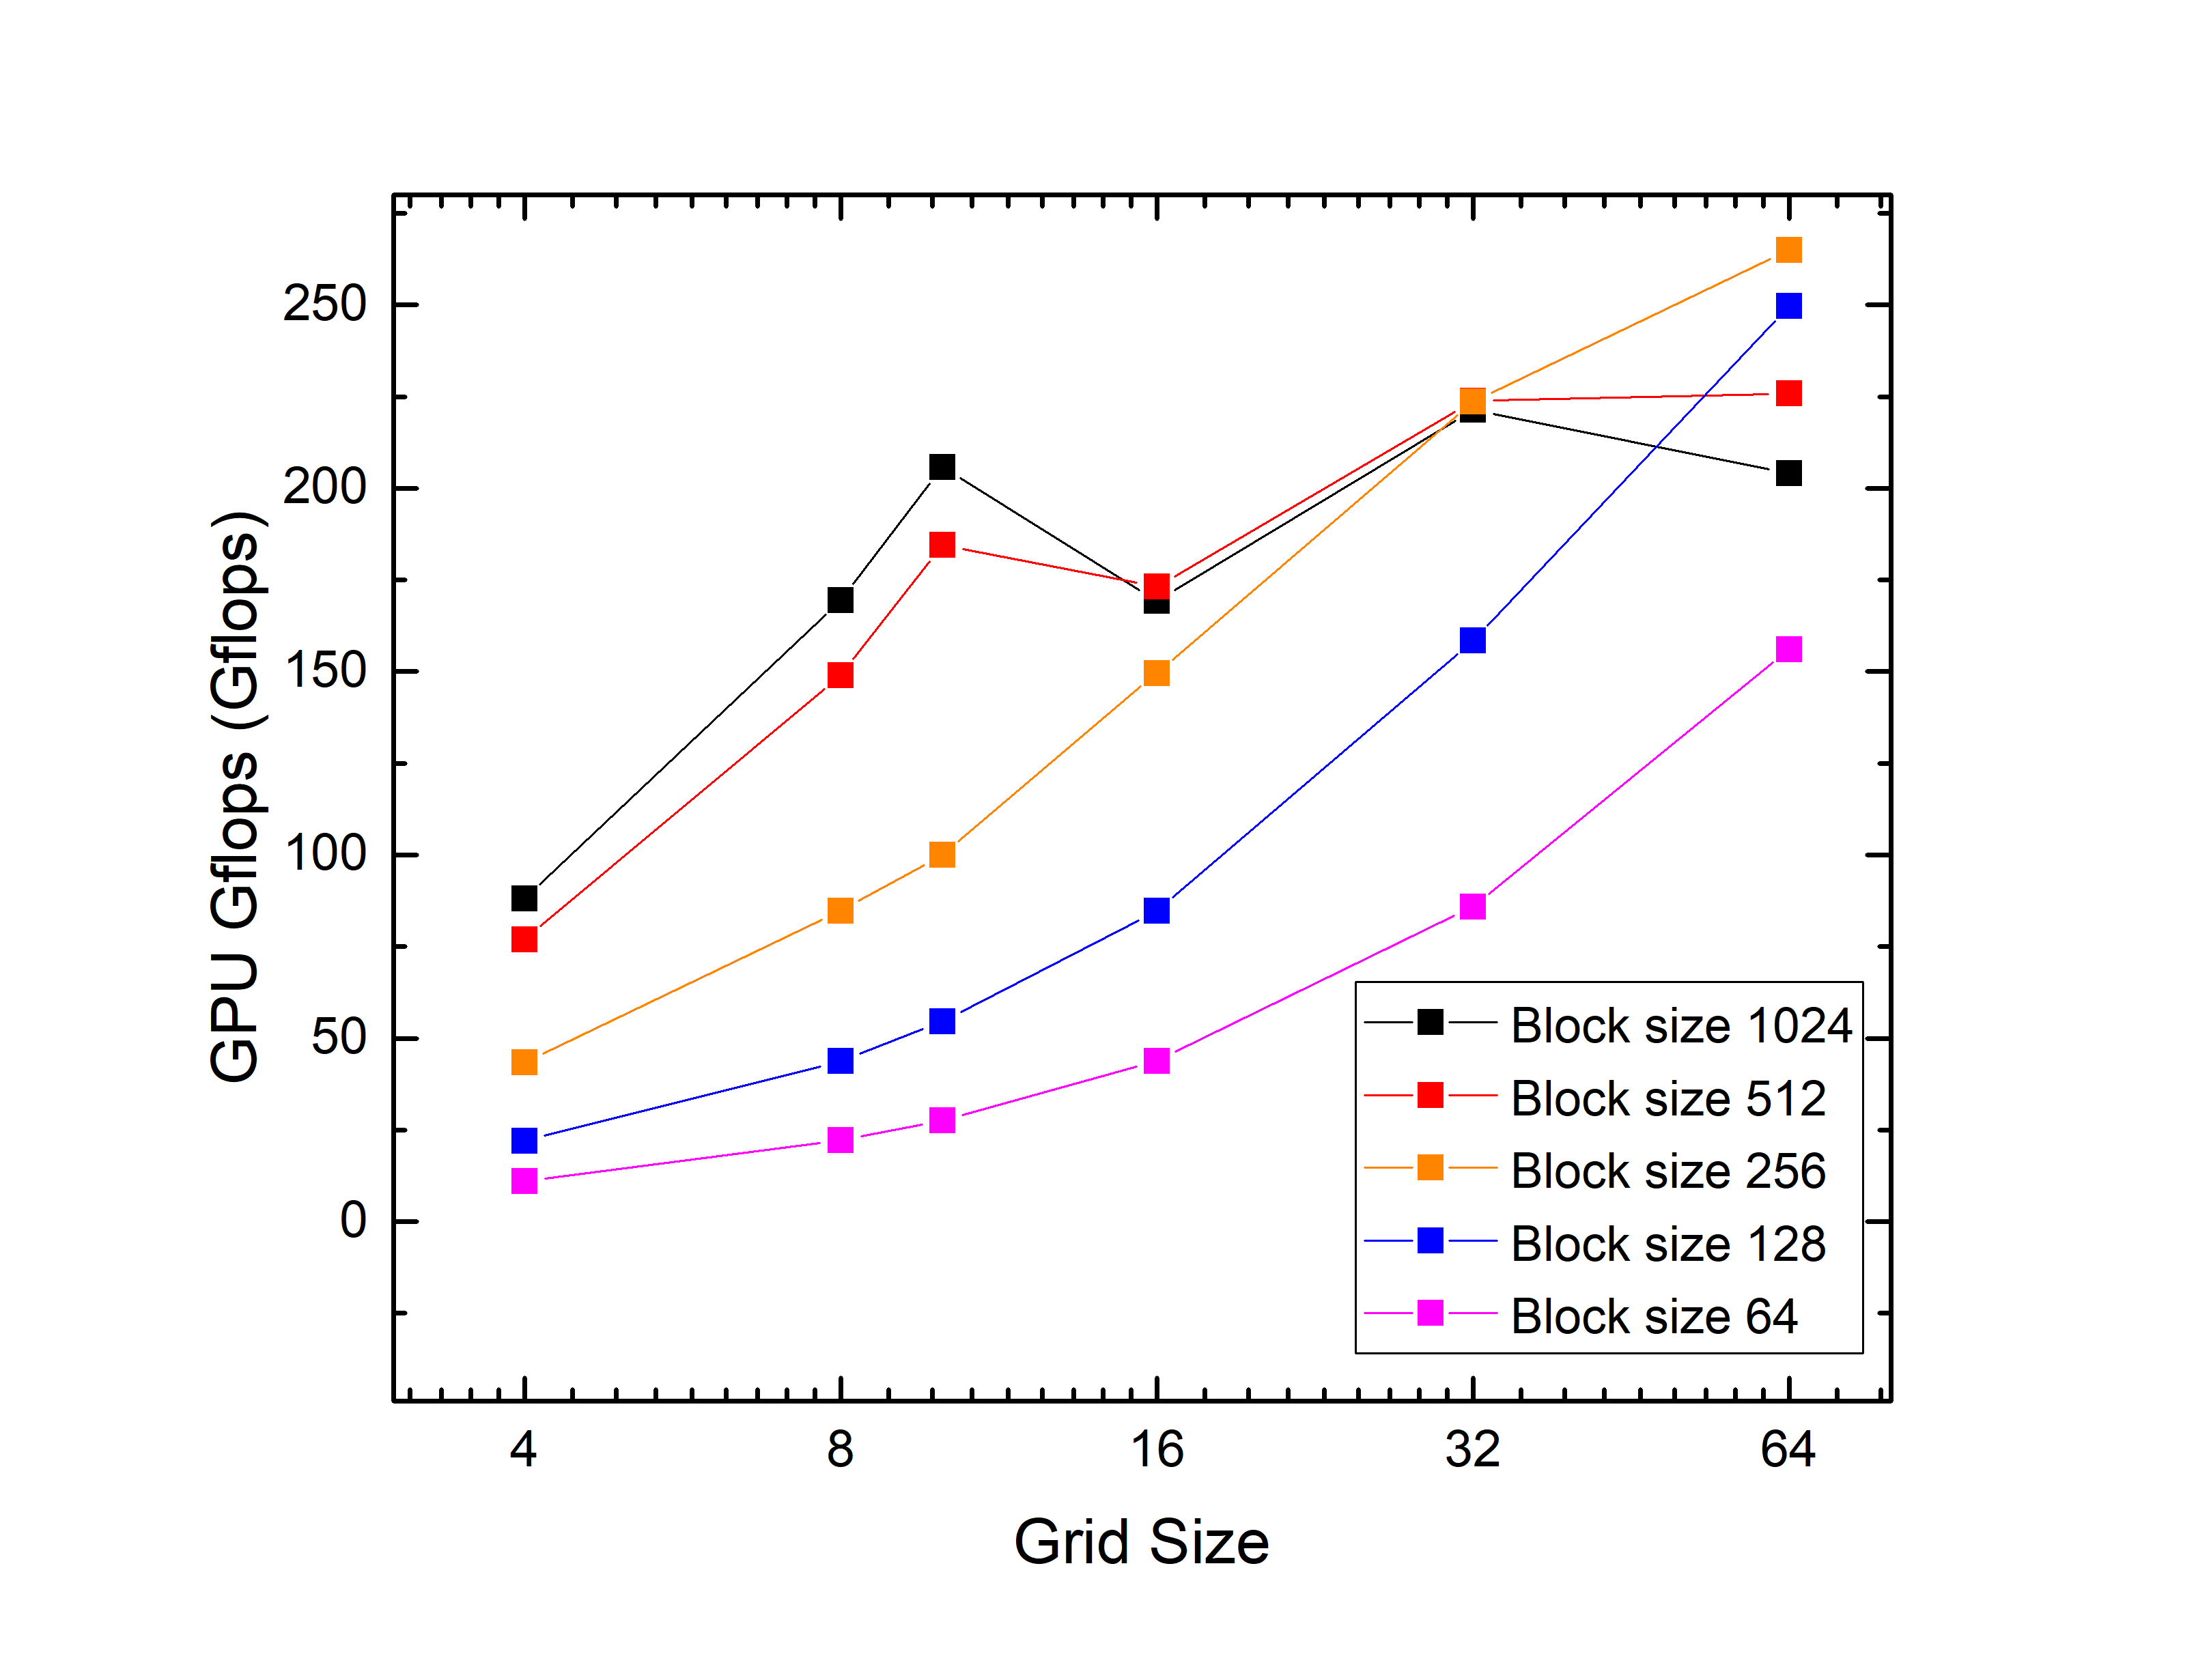 GPU Gflops (Gflops)
250
200
150
100
50
0
Block size 1024
Block size 512
Block size 256
Block size 128
Block size 64
4 8 16 32 64
Grid Size